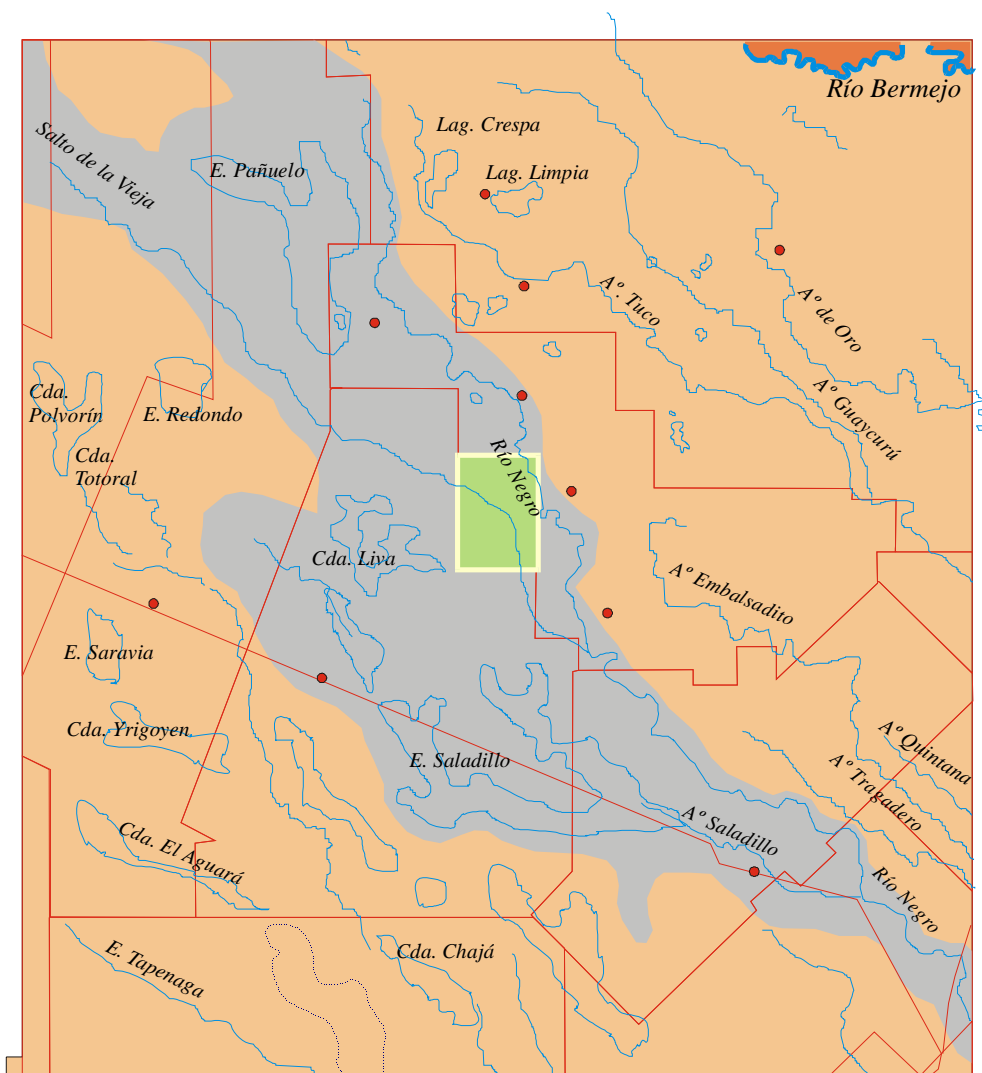 Río Bermejo
Lag. Crespa
Salto de la Vieja
E. Pañuelo
Lag. Limpia
Aº. Tuco
Aº de Oro
Cda.
Polvorín
E. Redondo
Aº Guaycurú
Cda.
Totoral
Río Negro
Cda. Liva
Aº Embalsadito
E. Saravia
Cda. Yrigoyen
E. Saladillo
Aº Quintana
Aº Tragadero
Aº Saladillo
Cda. El Aguará
Río Negro
Cda. Chajá
E. Tapenaga